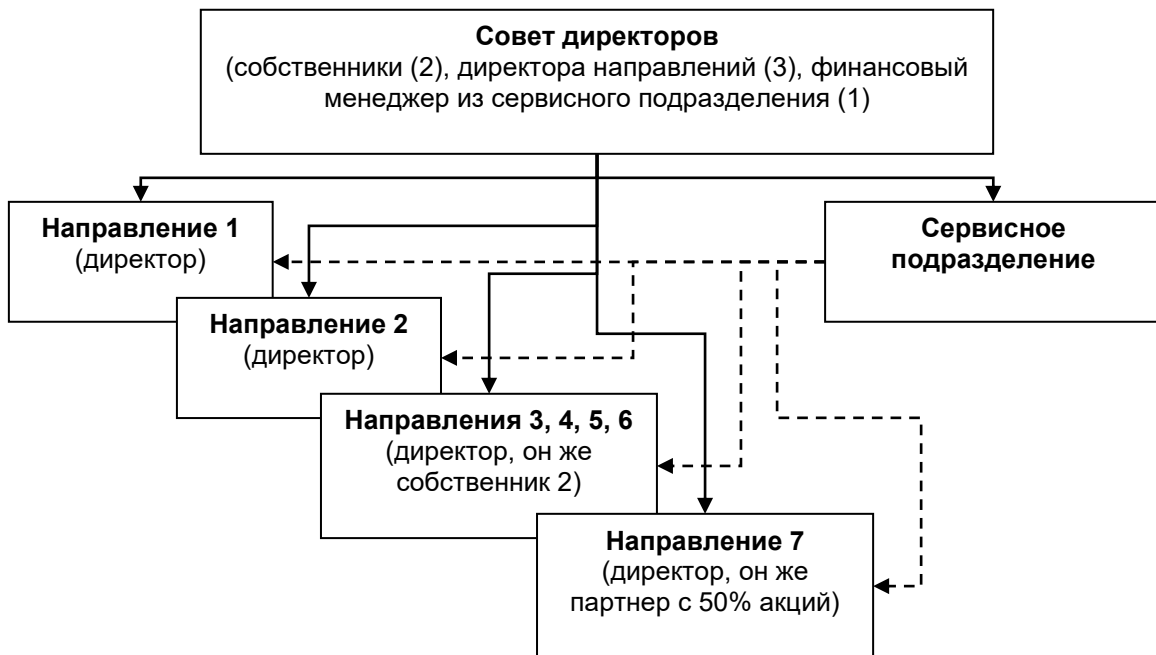 Совет директоров
(собственники (2), директора направлений (3), финансовый
менеджер из сервисного подразделения (1)
Направление 1
(директор)
Сервисное
подразделение
Направление 2
(директор)
Направления 3, 4, 5, 6
(директор, он же
собственник 2)
Направление 7
(директор, он же
партнер с 50% акций)